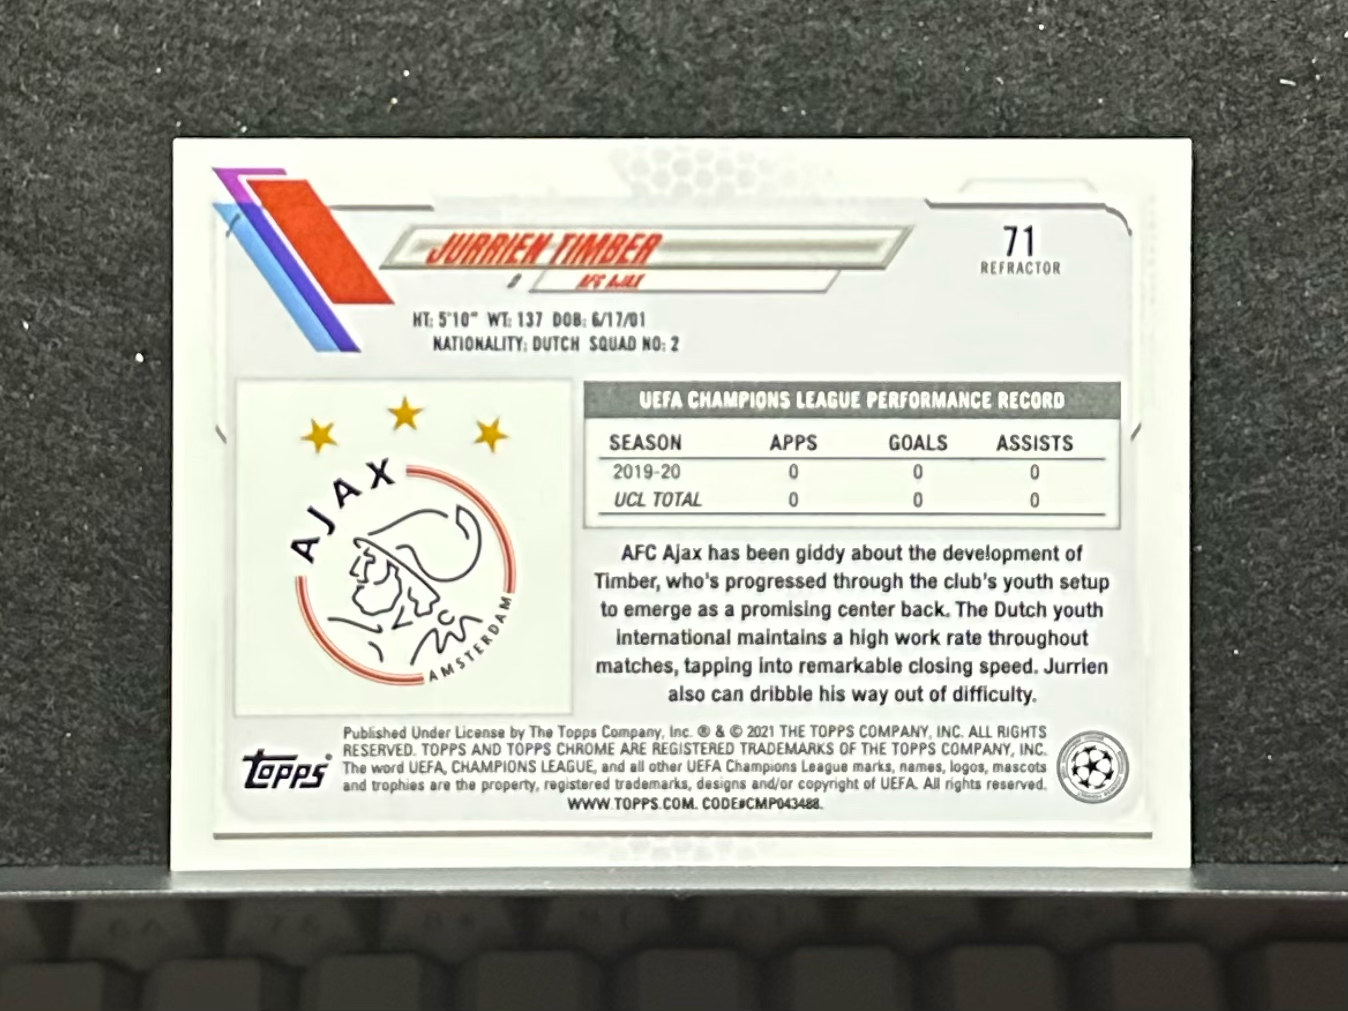 JURRIEN TIMBER
71
REFRACTOR
AFC AJAX
HT: 5'10" WT: 137 DOB: 6/17/01
NATIONALITY: DUTCH SQUAD NO: 2
UEFA CHAMPIONS LEAGUE PERFORMANCE RECORD
SEASON APPS GOALS ASSISTS
2019-20 0 0 0
UCL TOTAL 0 0 0
AJAX
AMSTERDAM
AFC Ajax has been giddy about the development of
Timber, who's progressed through the club's youth setup
to emerge as a promising center back. The Dutch youth
international maintains a high work rate throughout
matches, tapping into remarkable closing speed. Jurrien
also can dribble his way out of difficulty.
Topps
Published Under License by The Topps Company, Inc. ® & © 2021 THE TOPPS COMPANY, INC. ALL RIGHTS
RESERVED. TOPPS AND TOPPS CHROME ARE REGISTERED TRADEMARKS OF THE TOPPS COMPANY, INC.
The word UEFA, CHAMPIONS LEAGUE, and all other UEFA Champions League marks, names, logos, mascots
and trophies are the property, registered trademarks, designs and/or copyright of UEFA. All rights reserved.
WWW.TOPPS.COM. CODE#CMP043488.